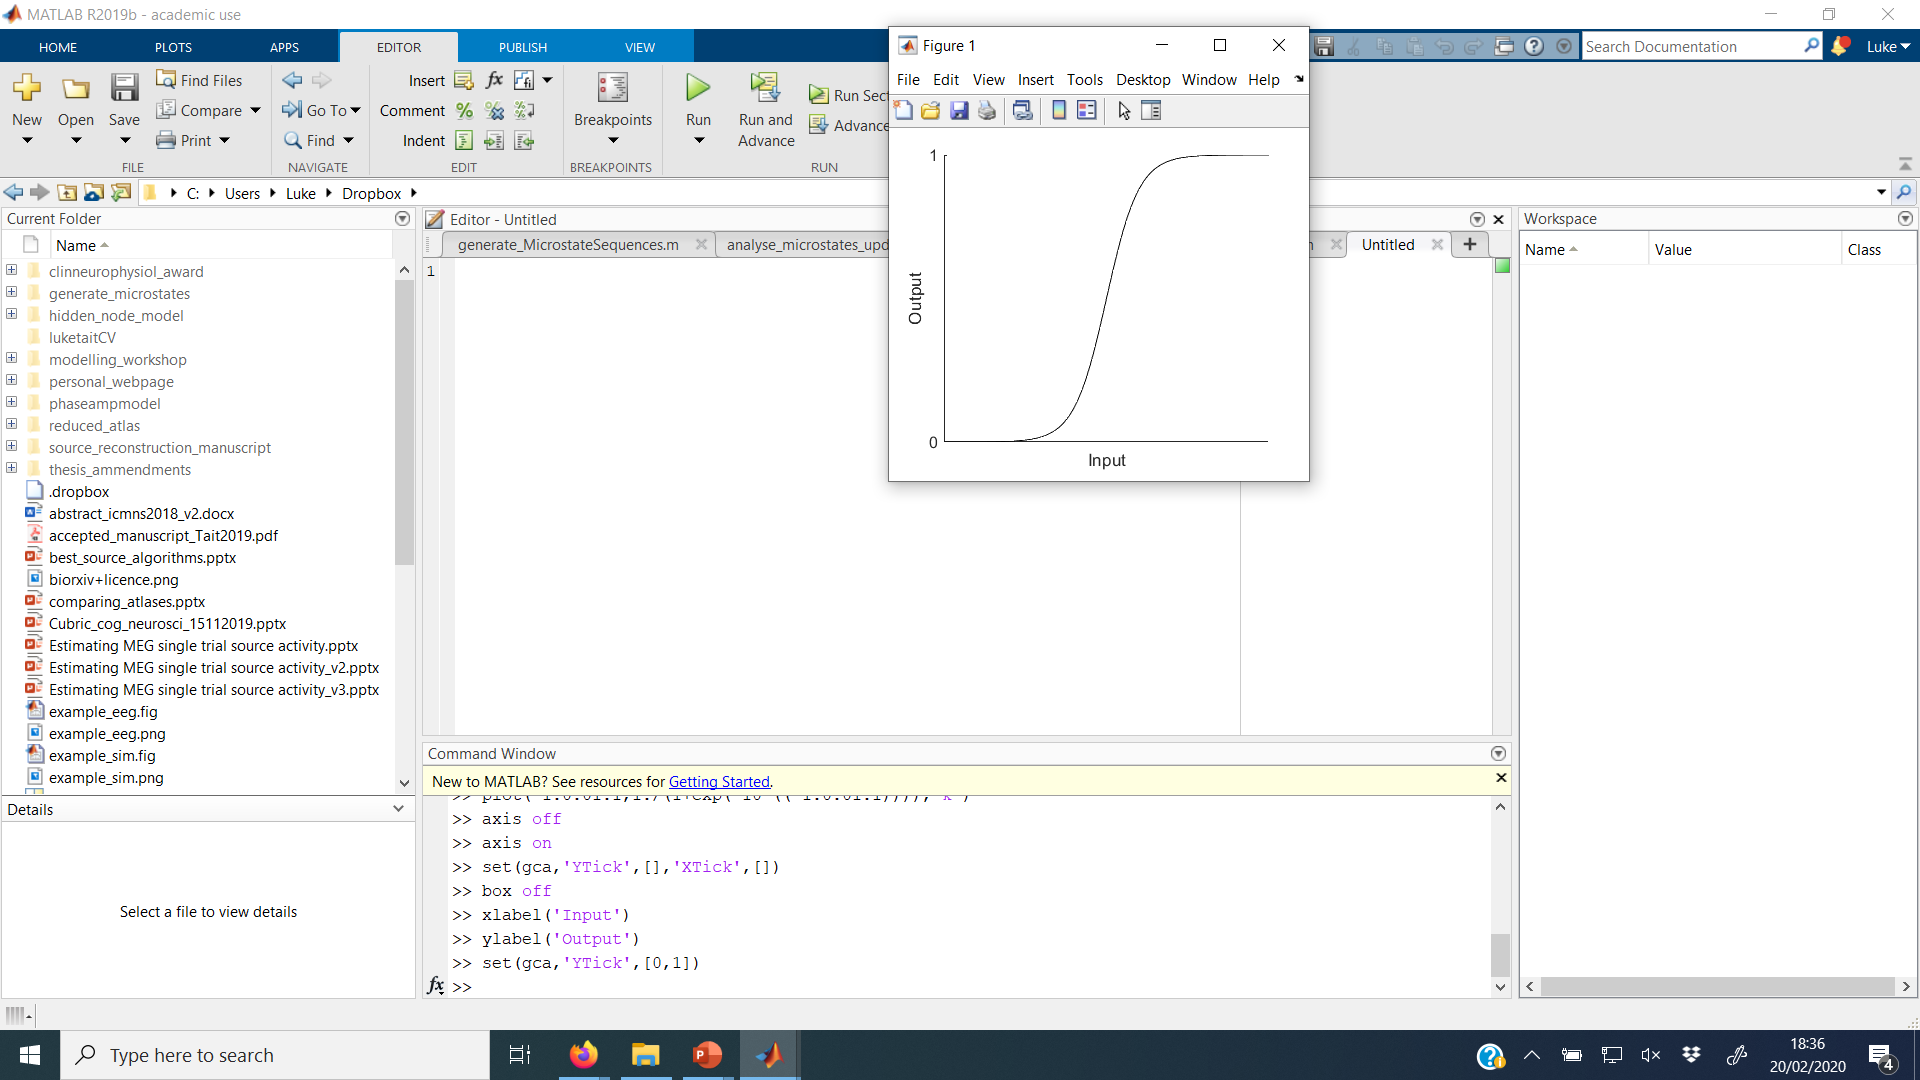 MATLAB R2019b - academic use
HOME PLOTS APPS EDITOR PUBLISH VIEW
Search Documentation
Luke
New
Open
Save
Find Files
Compare
Print
FILE
Go To
Find
NAVIGATE
Insert
Comment
Indent
EDIT
Breakpoints
BREAKPOINTS
Run
Run and
Advance
Run Sec
Advance
RUN
C: Users Luke Dropbox
Current Folder
Name
clinneurophysiol_award
generate_microstates
hidden_node_model
luketaitCV
modelling_workshop
personal_webpage
phaseampmodel
reduced_atlas
source_reconstruction_manuscript
thesis_ammendments
.dropbox
abstract_icmns2018_v2.docx
accepted_manuscript_Tait2019.pdf
best_source_algorithms.pptx
biorxiv+licence.png
comparing_atlases.pptx
Cubric_cog_neurosci_15112019.pptx
Estimating MEG single trial source activity.pptx
Estimating MEG single trial source activity_v2.pptx
Estimating MEG single trial source activity_v3.pptx
example_eeg.fig
example_eeg.png
example_sim.fig
example_sim.png
Details
Select a file to view details
Editor - Untitled
generate_MicrostateSequences.m
analyse_microstates_upd
Untitled
1
Figure 1
File Edit View Insert Tools Desktop Window Help
1
Output
0
Input
Command Window
New to MATLAB? See resources for Getting Started.
>> axis off
>> axis on
>> set(gca,'YTick',[],'XTick',[])
>> box off
>> xlabel('Input')
>> ylabel('Output')
>> set(gca,'YTick',[0,1])
fx >>
Workspace
Name Value Class
Type here to search
18:36
20/02/2020
4